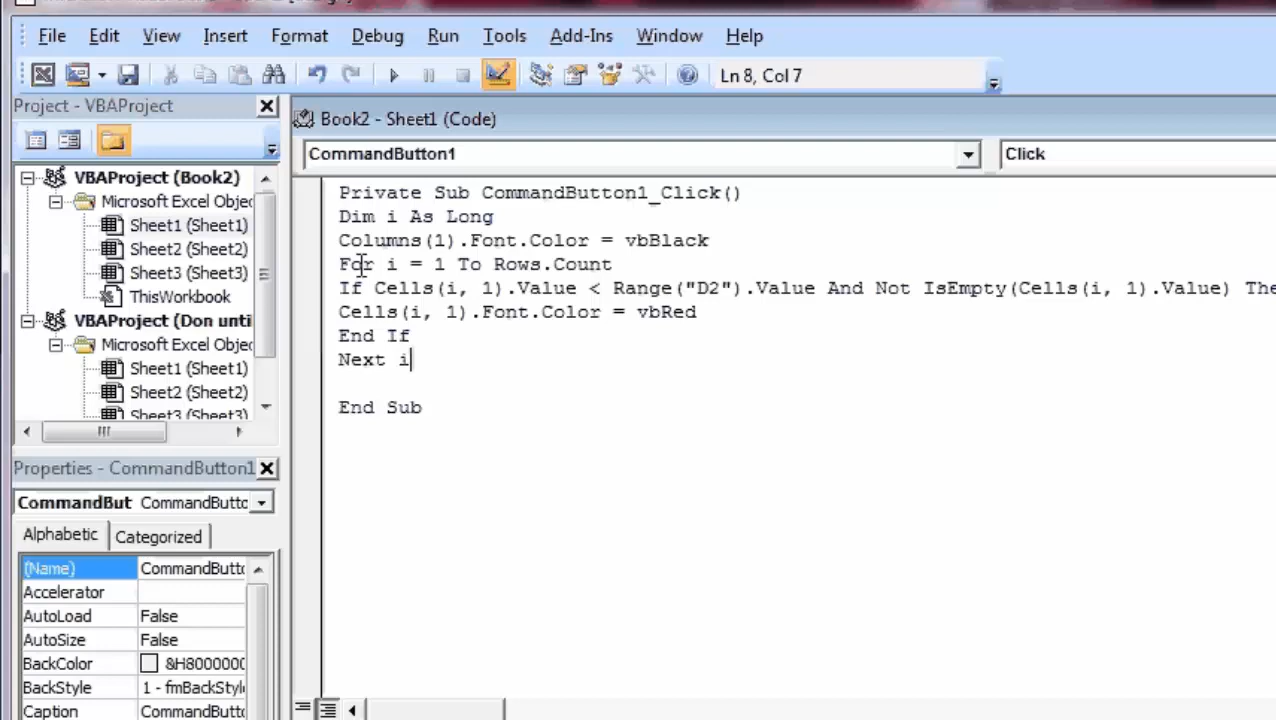 File Edit View Insert Format Debug Run Tools Add-Ins Window Help
Ln 8, Col 7
Project - VBAProject
Book2 - Sheet1 (Code)
CommandButton1
Click
VBAProject (Book2)
Microsoft Excel Objec
Sheet1 (Sheet1)
Sheet2 (Sheet2)
Sheet3 (Sheet3)
ThisWorkbook
VBAProject (Don unti
Microsoft Excel Objec
Sheet1 (Sheet1)
Sheet2 (Sheet2)
Sheet3 (Sheet3)
Private Sub CommandButton1_Click()
Dim i As Long
Columns(1).Font.Color = vbBlack
For i = 1 To Rows.Count
If Cells(i, 1).Value < Range("D2").Value And Not IsEmpty(Cells(i, 1).Value) The
Cells(i, 1).Font.Color = vbRed
End If
Next i
End Sub
Properties - CommandButton1
CommandBut CommandButto
Alphabetic Categorized
(Name) CommandButto
Accelerator
AutoLoad False
AutoSize False
BackColor &H8000000
BackStyle 1 - fmBackStyl
Caption CommandButto